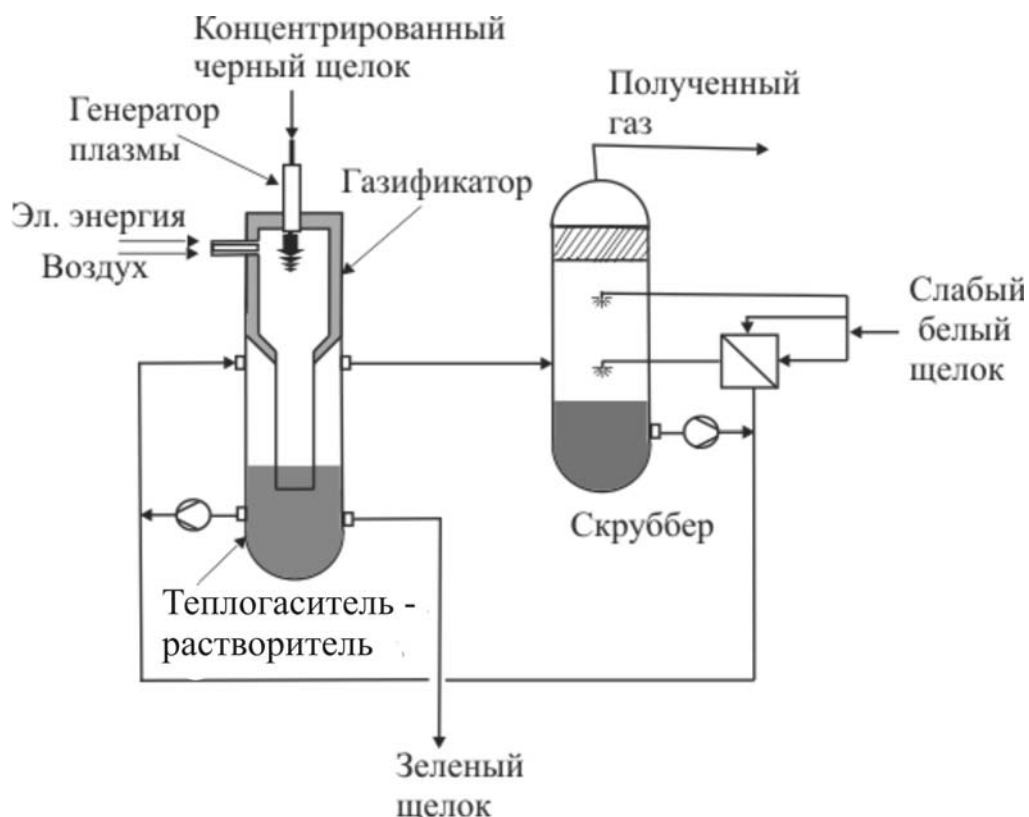 Концентрированный
черный щелок
Генератор
плазмы
Полученный
газ
Газификатор
Эл. энергия
Воздух
Слабый
белый
щелок
Скруббер
Теплогаситель -
растворитель
Зеленый
щелок